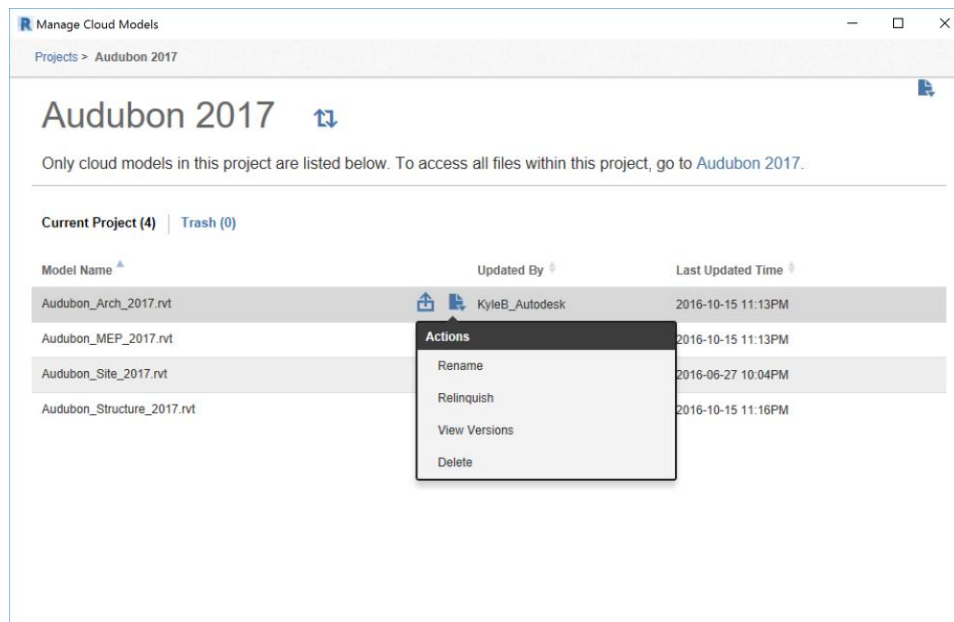 R Manage Cloud Models
Projects > Audubon 2017
Audubon 2017
Only cloud models in this project are listed below. To access all files within this project, go to Audubon 2017.
Current Project (4) Trash (0)
Model Name Updated By Last Updated Time
Audubon_Arch_2017.rvt KyleB_Autodesk 2016-10-15 11:13PM
Audubon_MEP_2017.rvt 2016-10-15 11:13PM
Audubon_Site_2017.rvt 2016-06-27 10:04PM
Audubon_Structure_2017.rvt 2016-10-15 11:16PM
Actions
Rename
Relinquish
View Versions
Delete